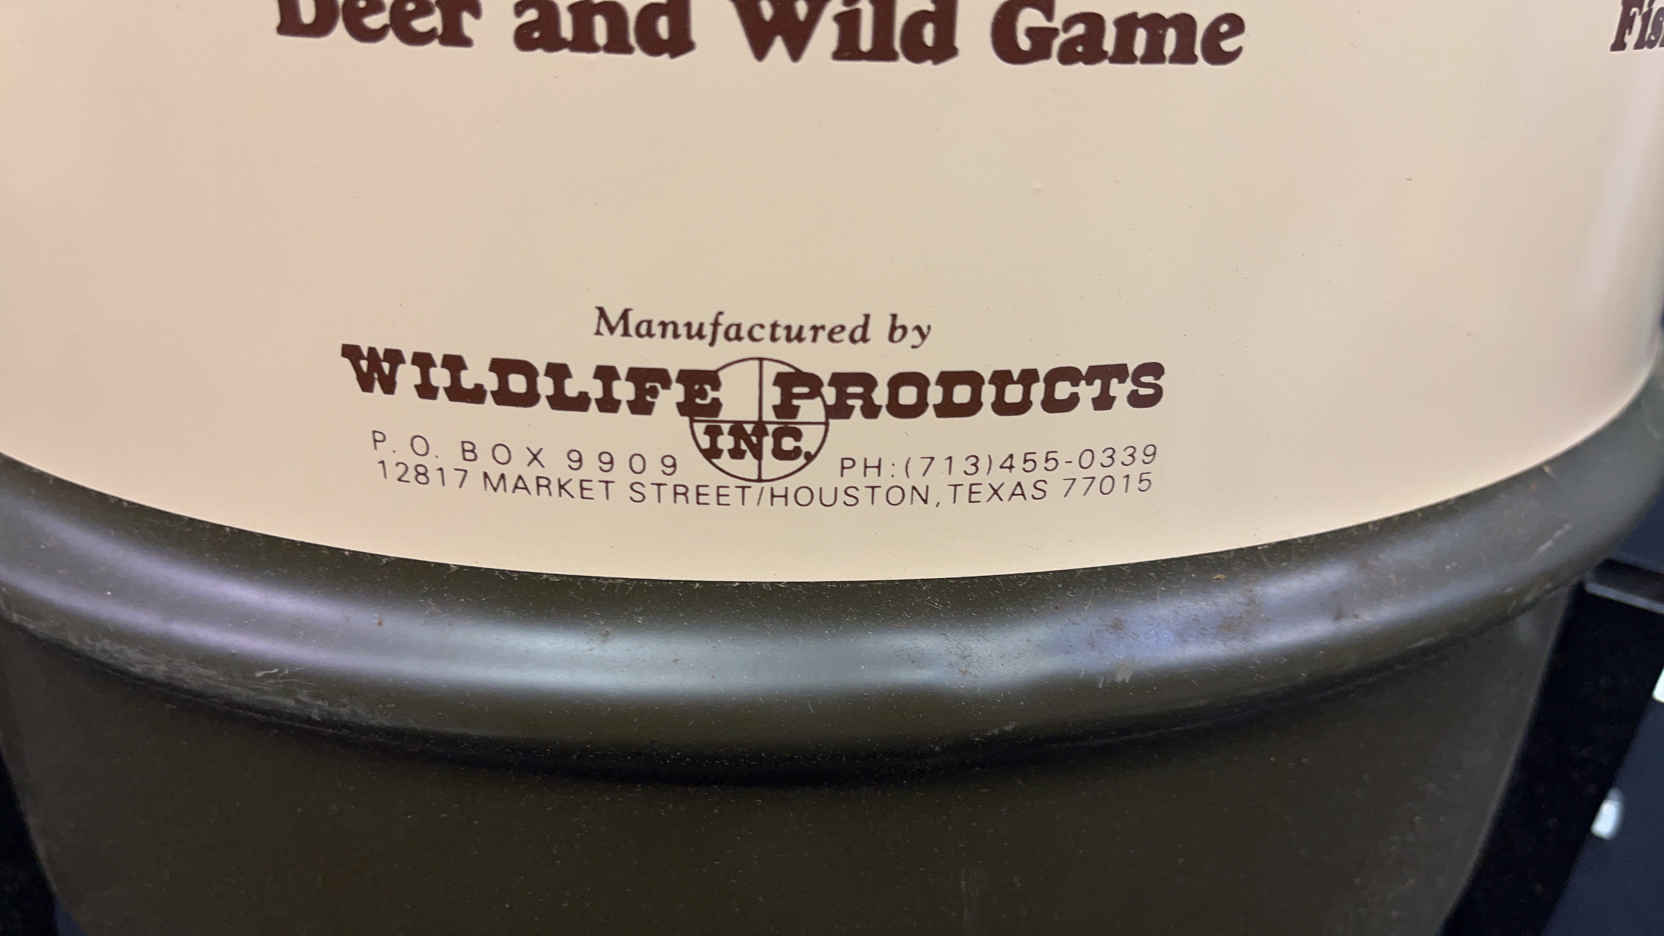 Deer and Wild Game
Manufactured by
WILDLIFE PRODUCTS
INC.
P. O. BOX 9909 PH:(713)455-0339
12817 MARKET STREET/HOUSTON, TEXAS 77015